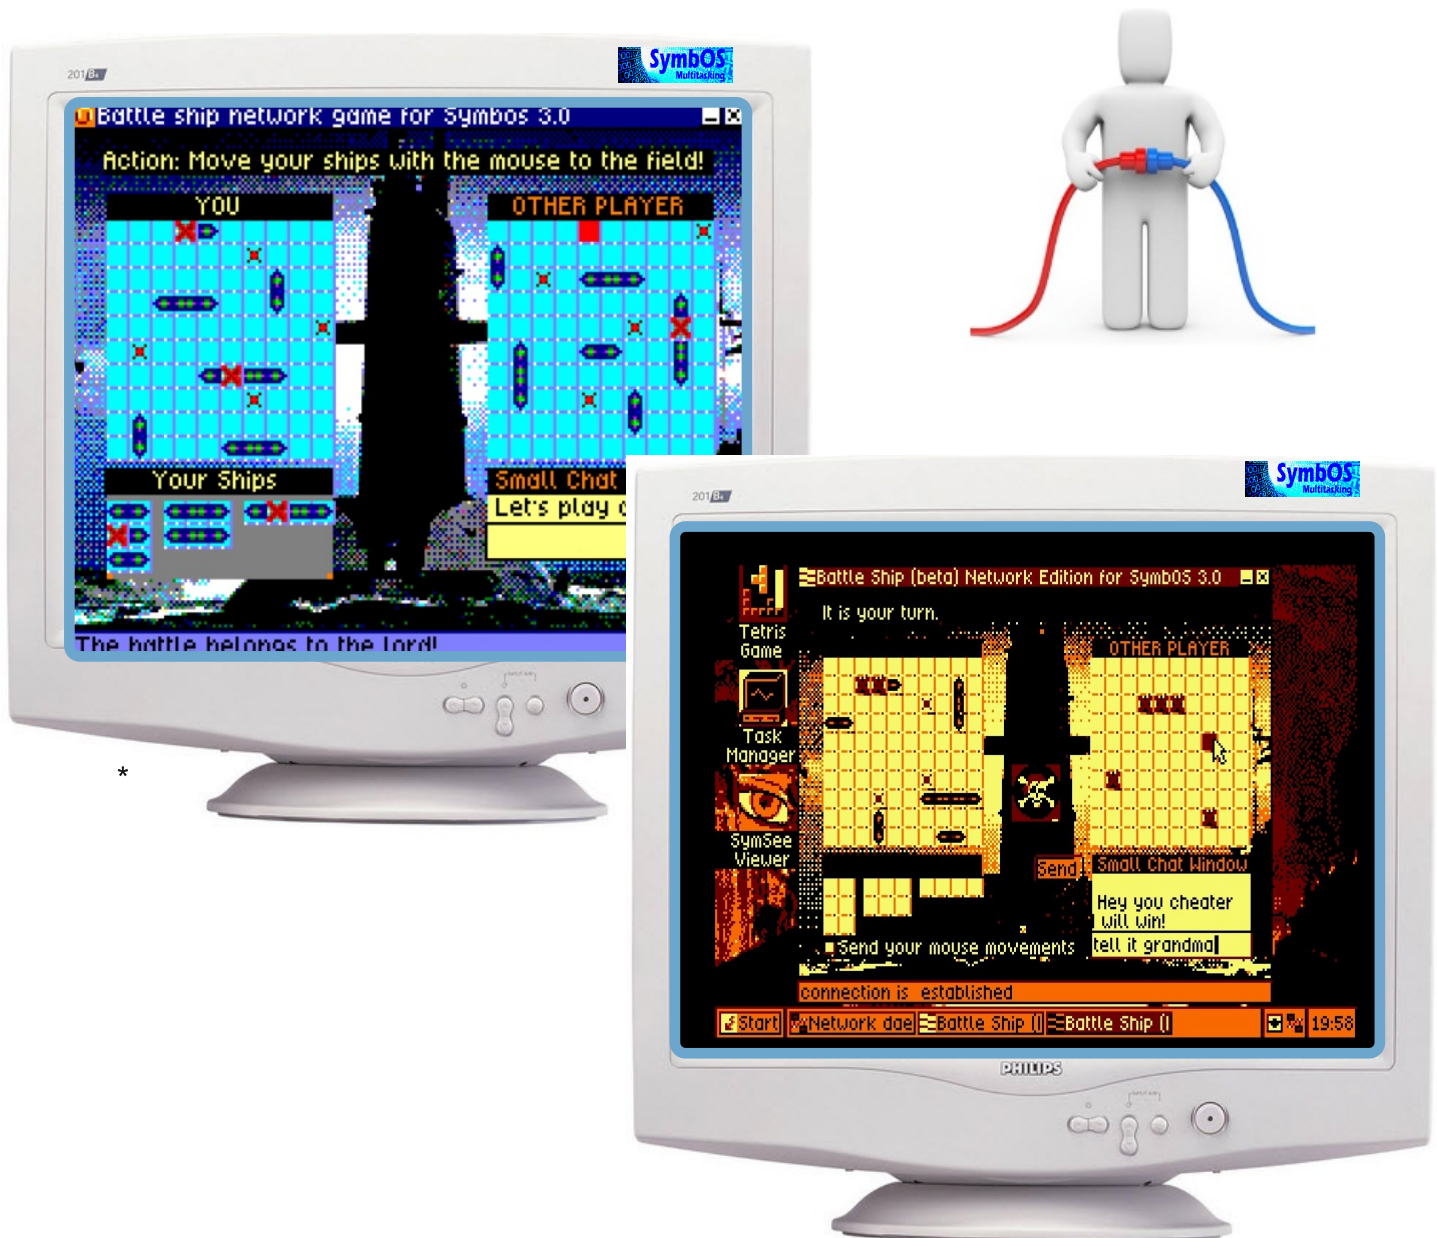 201B4
SymbOS
Multitasking
Battle ship network game for Symbos 3.0
Action: Move your ships with the mouse to the field!
YOU
OTHER PLAYER
Your Ships
Small Chat
Let's play
The battle belongs to the lord!
*
201B4
SymbOS
Multitasking
Battle Ship (beta) Network Edition for SymbOS 3.0
It is your turn.
Tetris
Game
OTHER PLAYER
Task
Manager
SymSee
Viewer
Send
Small Chat Window
Hey you cheater
I will win!
tell it grandma
Send your mouse movements
connection is established
Start
Network dae
Battle Ship (
Battle Ship (
19:58
PHILIPS